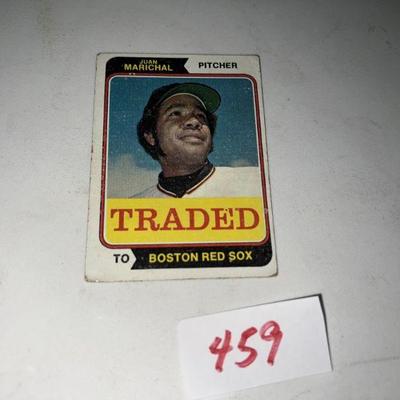 JUAN
MARICHAL PITCHER
TRADED
TO BOSTON RED SOX
459